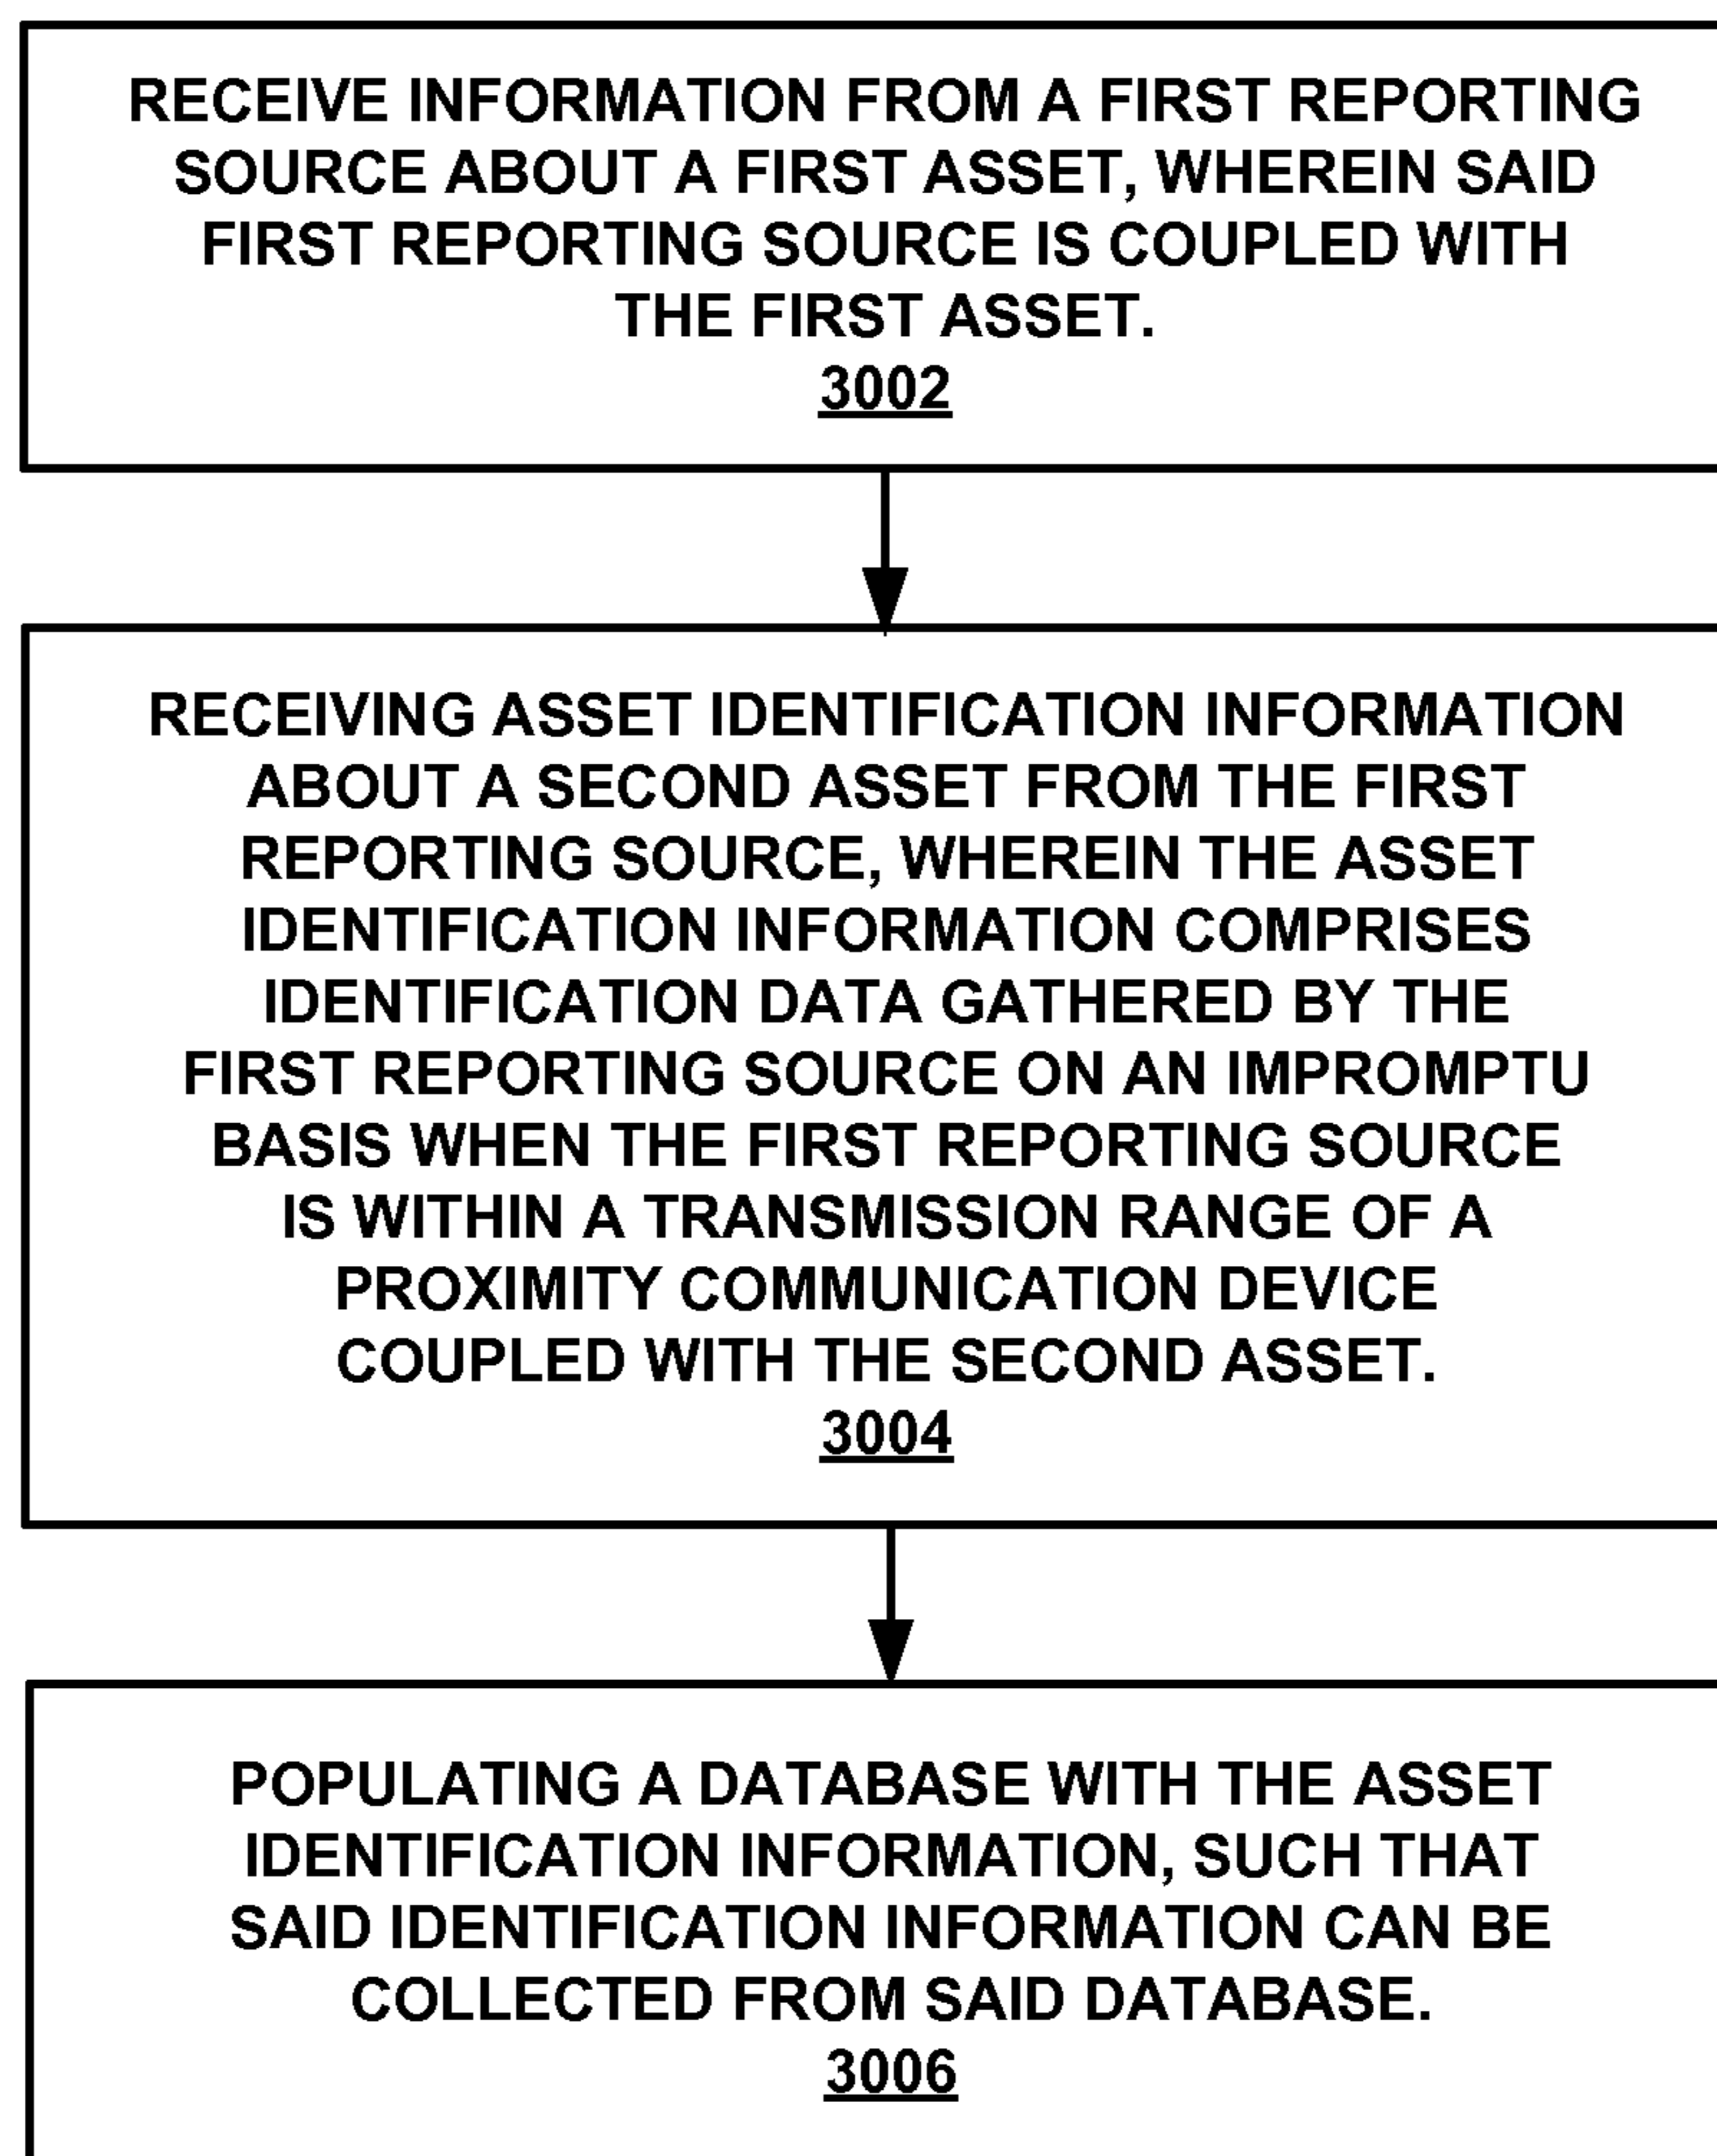 RECEIVE INFORMATION FROM A FIRST REPORTING
SOURCE ABOUT A FIRST ASSET, WHEREIN SAID
FIRST REPORTING SOURCE IS COUPLED WITH
THE FIRST ASSET.
3002
RECEIVING ASSET IDENTIFICATION INFORMATION
ABOUT A SECOND ASSET FROM THE FIRST
REPORTING SOURCE, WHEREIN THE ASSET
IDENTIFICATION INFORMATION COMPRISES
IDENTIFICATION DATA GATHERED BY THE
FIRST REPORTING SOURCE ON AN IMPROMPTU
BASIS WHEN THE FIRST REPORTING SOURCE
IS WITHIN A TRANSMISSION RANGE OF A
PROXIMITY COMMUNICATION DEVICE
COUPLED WITH THE SECOND ASSET.
3004
POPULATING A DATABASE WITH THE ASSET
IDENTIFICATION INFORMATION, SUCH THAT
SAID IDENTIFICATION INFORMATION CAN BE
COLLECTED FROM SAID DATABASE.
3006